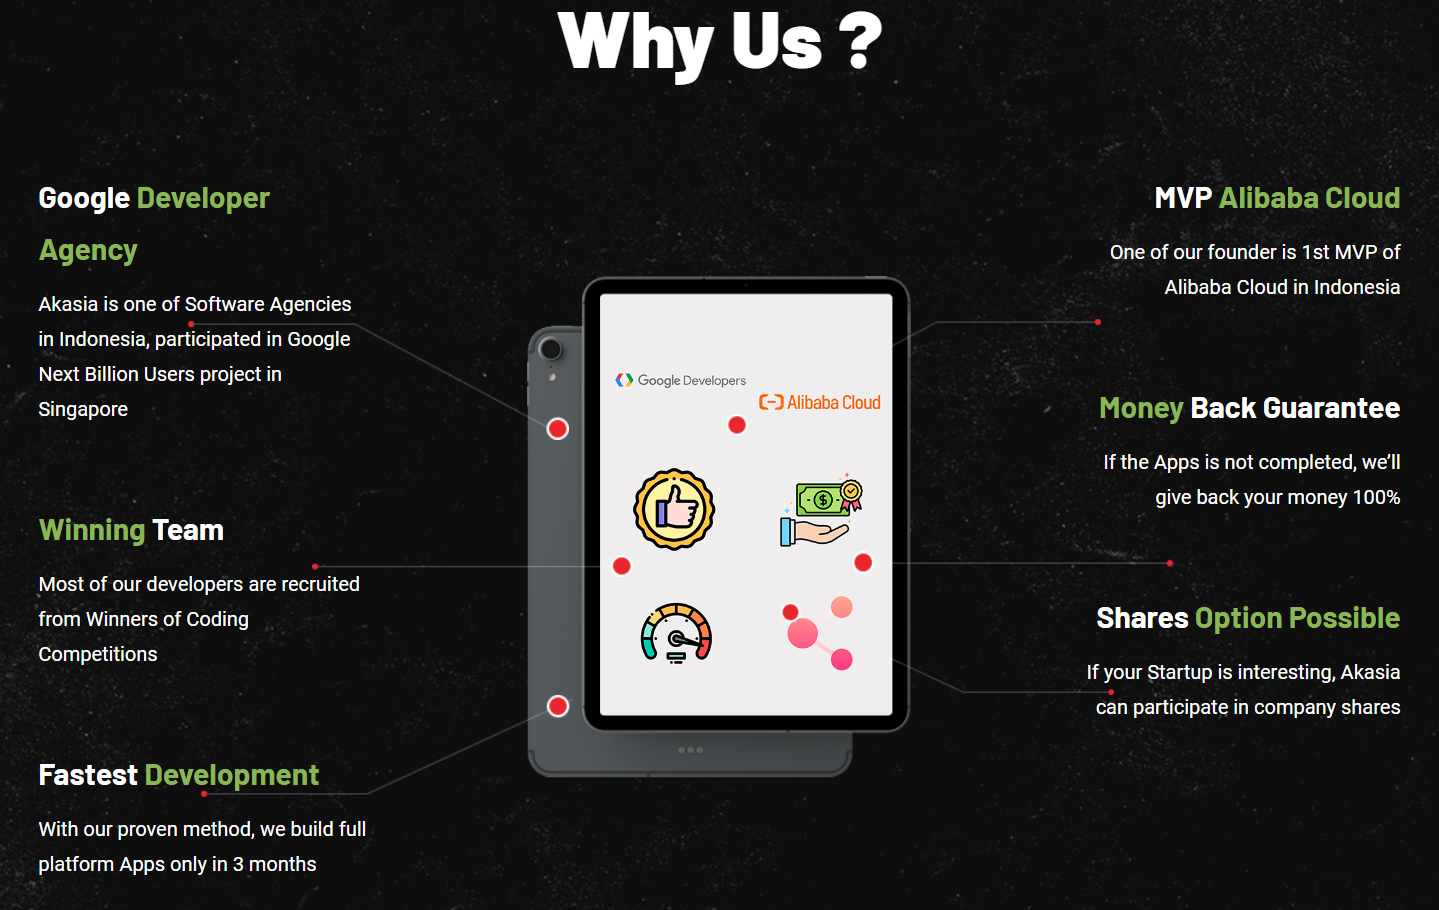 Why Us ?
Google Developer
Agency
Akasia is one of Software Agencies
in Indonesia, participated in Google
Next Billion Users project in
Singapore
Winning Team
Most of our developers are recruited
from Winners of Coding
Competitions
Fastest Development
With our proven method, we build full
platform Apps only in 3 months
Google Developers
Alibaba Cloud
MVP Alibaba Cloud
One of our founder is 1st MVP of
Alibaba Cloud in Indonesia
Money Back Guarantee
If the Apps is not completed, we’ll
give back your money 100%
Shares Option Possible
If your Startup is interesting, Akasia
can participate in company shares